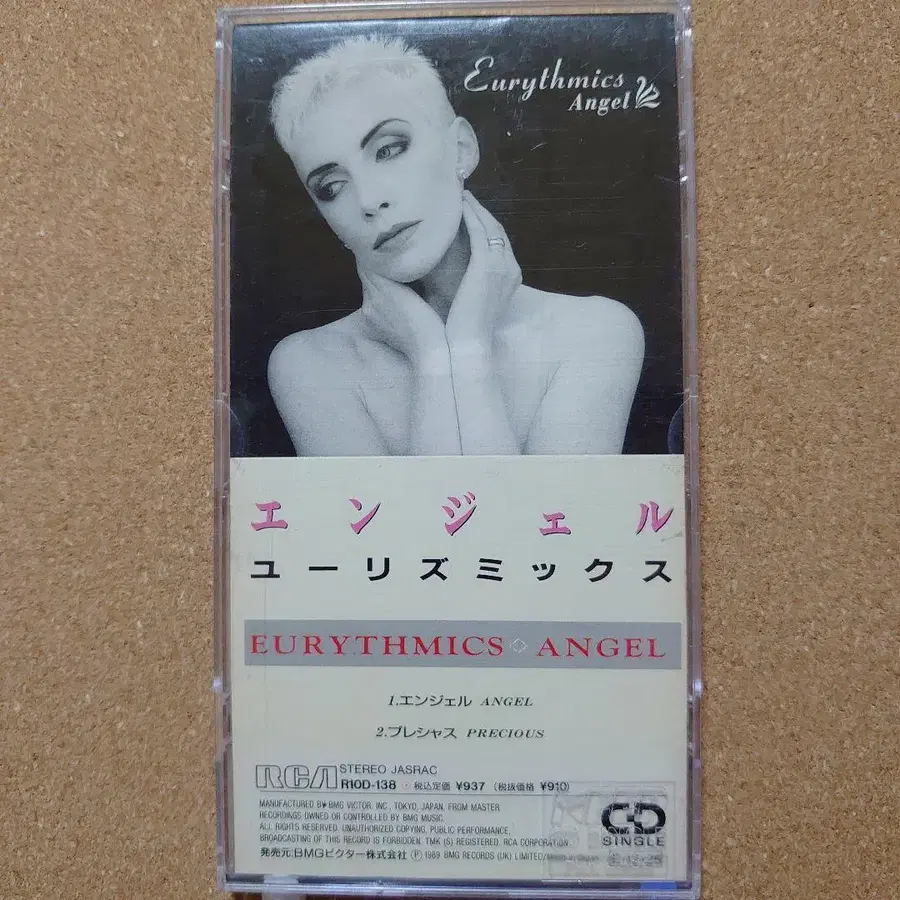 Eurythmics
Angel
エンジェル
ユーリズミックス
EURYTHMICS ◇ ANGEL
1.エンジェル ANGEL
2.プレシャス PRECIOUS
RCA STEREO JASRAC
R10D-138 • 税込定価 ¥937 (税抜価格 ¥910)
MANUFACTURED BY BMG VICTOR. INC., TOKYO, JAPAN, FROM MASTER
RECORDINGS OWNED OR CONTROLLED BY BMG MUSIC.
ALL RIGHTS RESERVED. UNAUTHORIZED COPYING, PUBLIC PERFORMANCE,
BROADCASTING OF THIS RECORD IS FORBIDDEN. TMK (S) REGISTERED. RCA CORPORATION.
発売元:BMGビクター株式会社 Ⓟ 1989 BMG RECORDS (UK) LIMITED/Made in Japan
CD
SINGLE